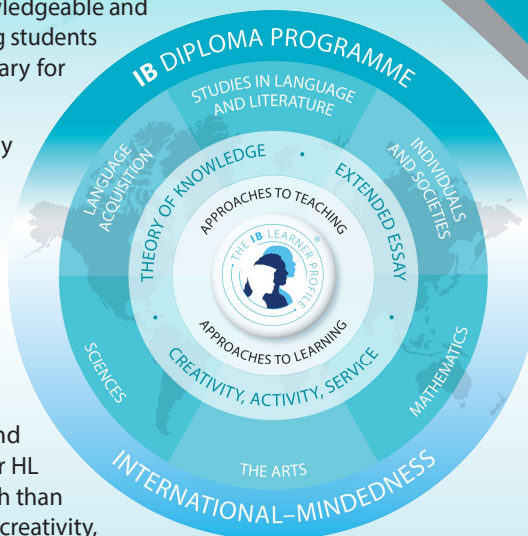 knowledgeable and
g students
ary for
y
nd
r HL
h than
creativity,
IB DIPLOMA PROGRAMME
STUDIES IN LANGUAGE
AND LITERATURE
INDIVIDUALS
AND SOCIETIES
MATHEMATICS
THE ARTS
SCIENCES
LANGUAGE
ACQUISITION
THEORY OF KNOWLEDGE
EXTENDED ESSAY
CREATIVITY, ACTIVITY, SERVICE
APPROACHES TO TEACHING
APPROACHES TO LEARNING
THE IB LEARNER PROFILE ®
INTERNATIONAL–MINDEDNESS